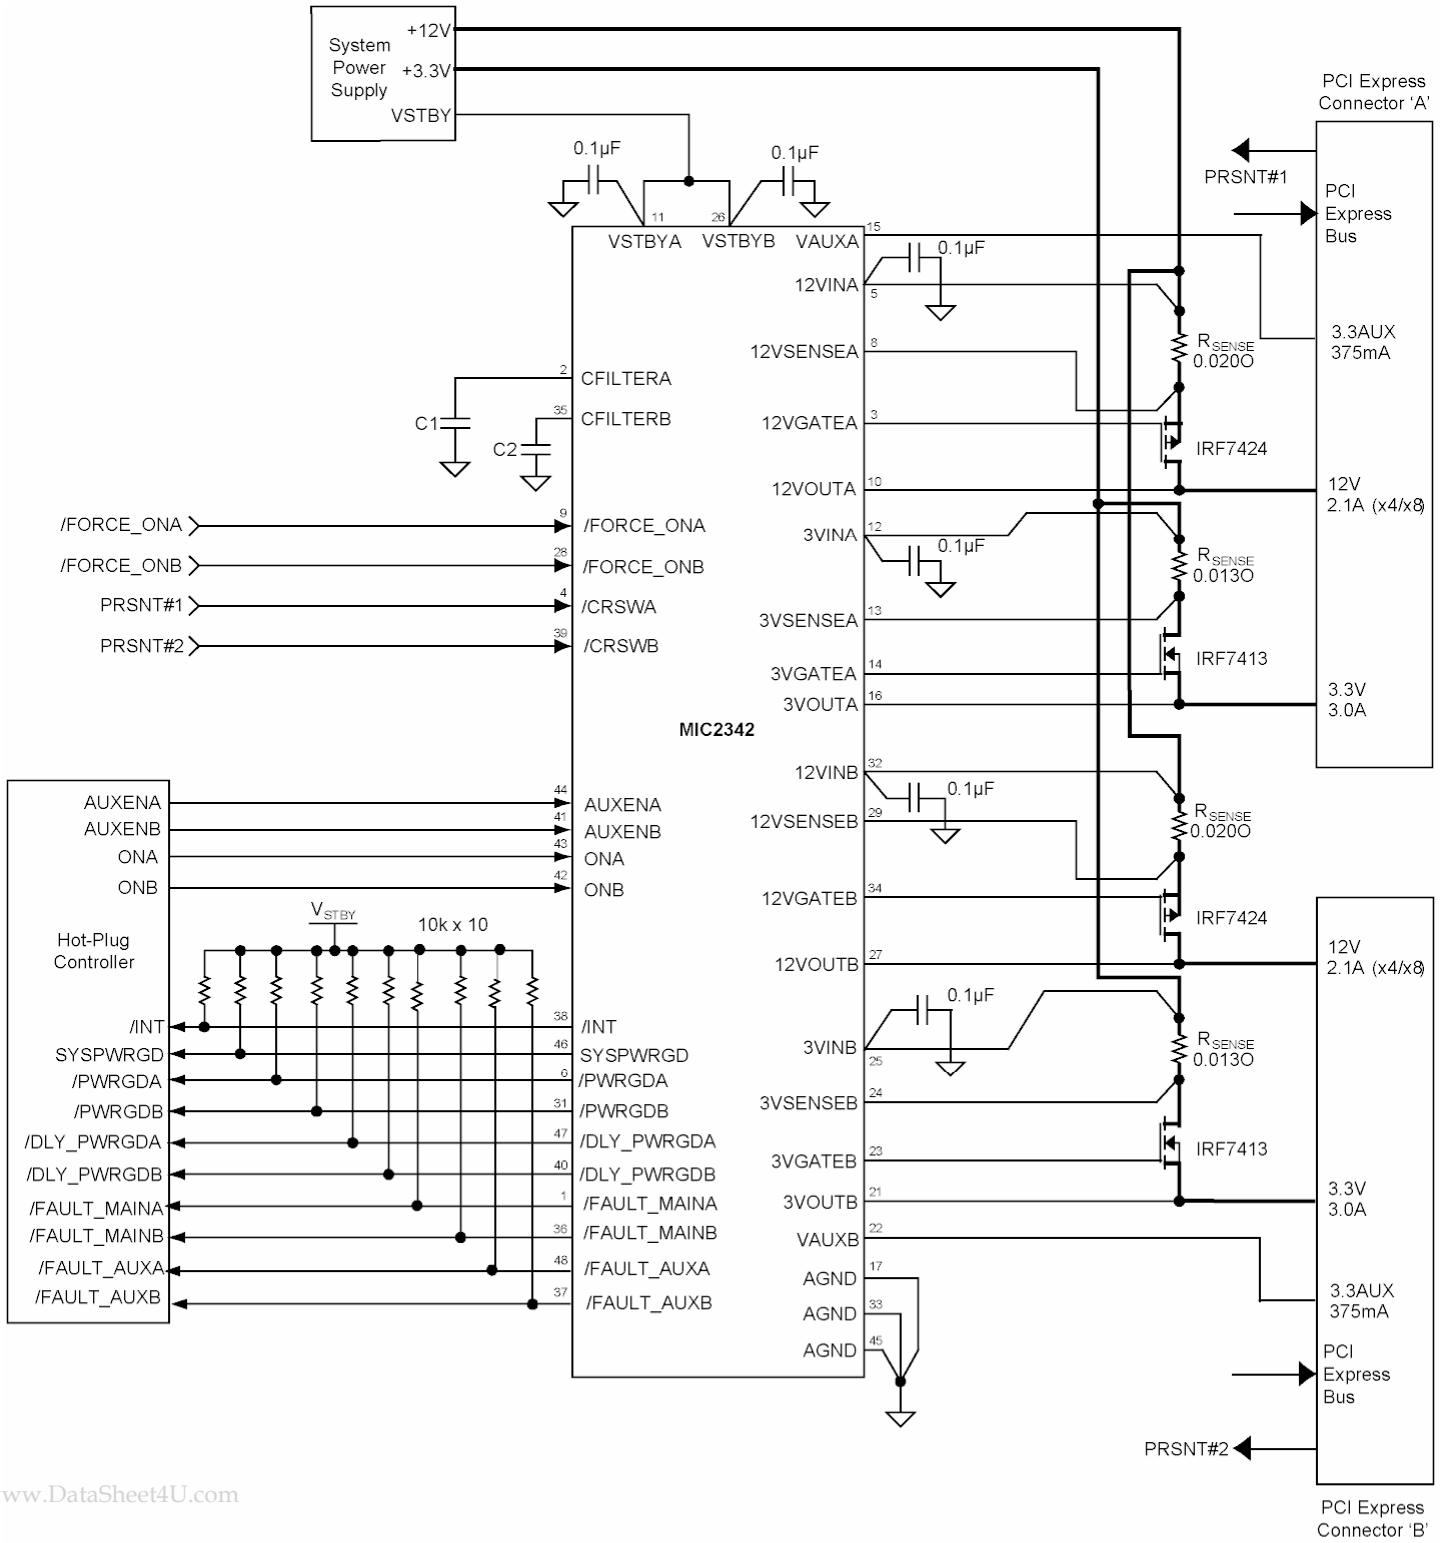 System
Power
Supply
+12V
+3.3V
VSTBY
PCI Express
Connector 'A'
PRSNT#1
PCI
Express
Bus
3.3AUX
375mA
12V
2.1A (x4/x8)
3.3V
3.0A
0.1µF
0.1µF
11
26
VSTBYA
VSTBYB
VAUXA
15
0.1µF
12VINA
5
12VSENSEA
8
RSENSE
0.020O
12VGATEA
3
IRF7424
12VOUTA
10
3VINA
12
0.1µF
RSENSE
0.013O
3VSENSEA
13
3VGATEA
14
IRF7413
3VOUTA
16
MIC2342
2
CFILTERA
C1
35
CFILTERB
C2
/FORCE_ONA
9
/FORCE_ONA
/FORCE_ONB
28
/FORCE_ONB
PRSNT#1
4
/CRSWA
PRSNT#2
39
/CRSWB
12VINB
32
0.1µF
12VSENSEB
29
RSENSE
0.020O
12VGATEB
34
IRF7424
12VOUTB
27
0.1µF
3VINB
25
RSENSE
0.013O
3VSENSEB
24
3VGATEB
23
IRF7413
3VOUTB
21
VAUXB
22
AGND
17
AGND
33
AGND
45
AUXENA
44
AUXENA
AUXENB
41
AUXENB
ONA
43
ONA
ONB
42
ONB
VSTBY
10k x 10
Hot-Plug
Controller
/INT
38
/INT
SYSPWRGD
46
SYSPWRGD
/PWRGDA
6
/PWRGDA
/PWRGDB
31
/PWRGDB
/DLY_PWRGDA
47
/DLY_PWRGDA
/DLY_PWRGDB
40
/DLY_PWRGDB
/FAULT_MAINA
1
/FAULT_MAINA
/FAULT_MAINB
36
/FAULT_MAINB
/FAULT_AUXA
48
/FAULT_AUXA
/FAULT_AUXB
37
/FAULT_AUXB
12V
2.1A (x4/x8)
3.3V
3.0A
3.3AUX
375mA
PCI
Express
Bus
PRSNT#2
PCI Express
Connector 'B'
www.DataSheet4U.com